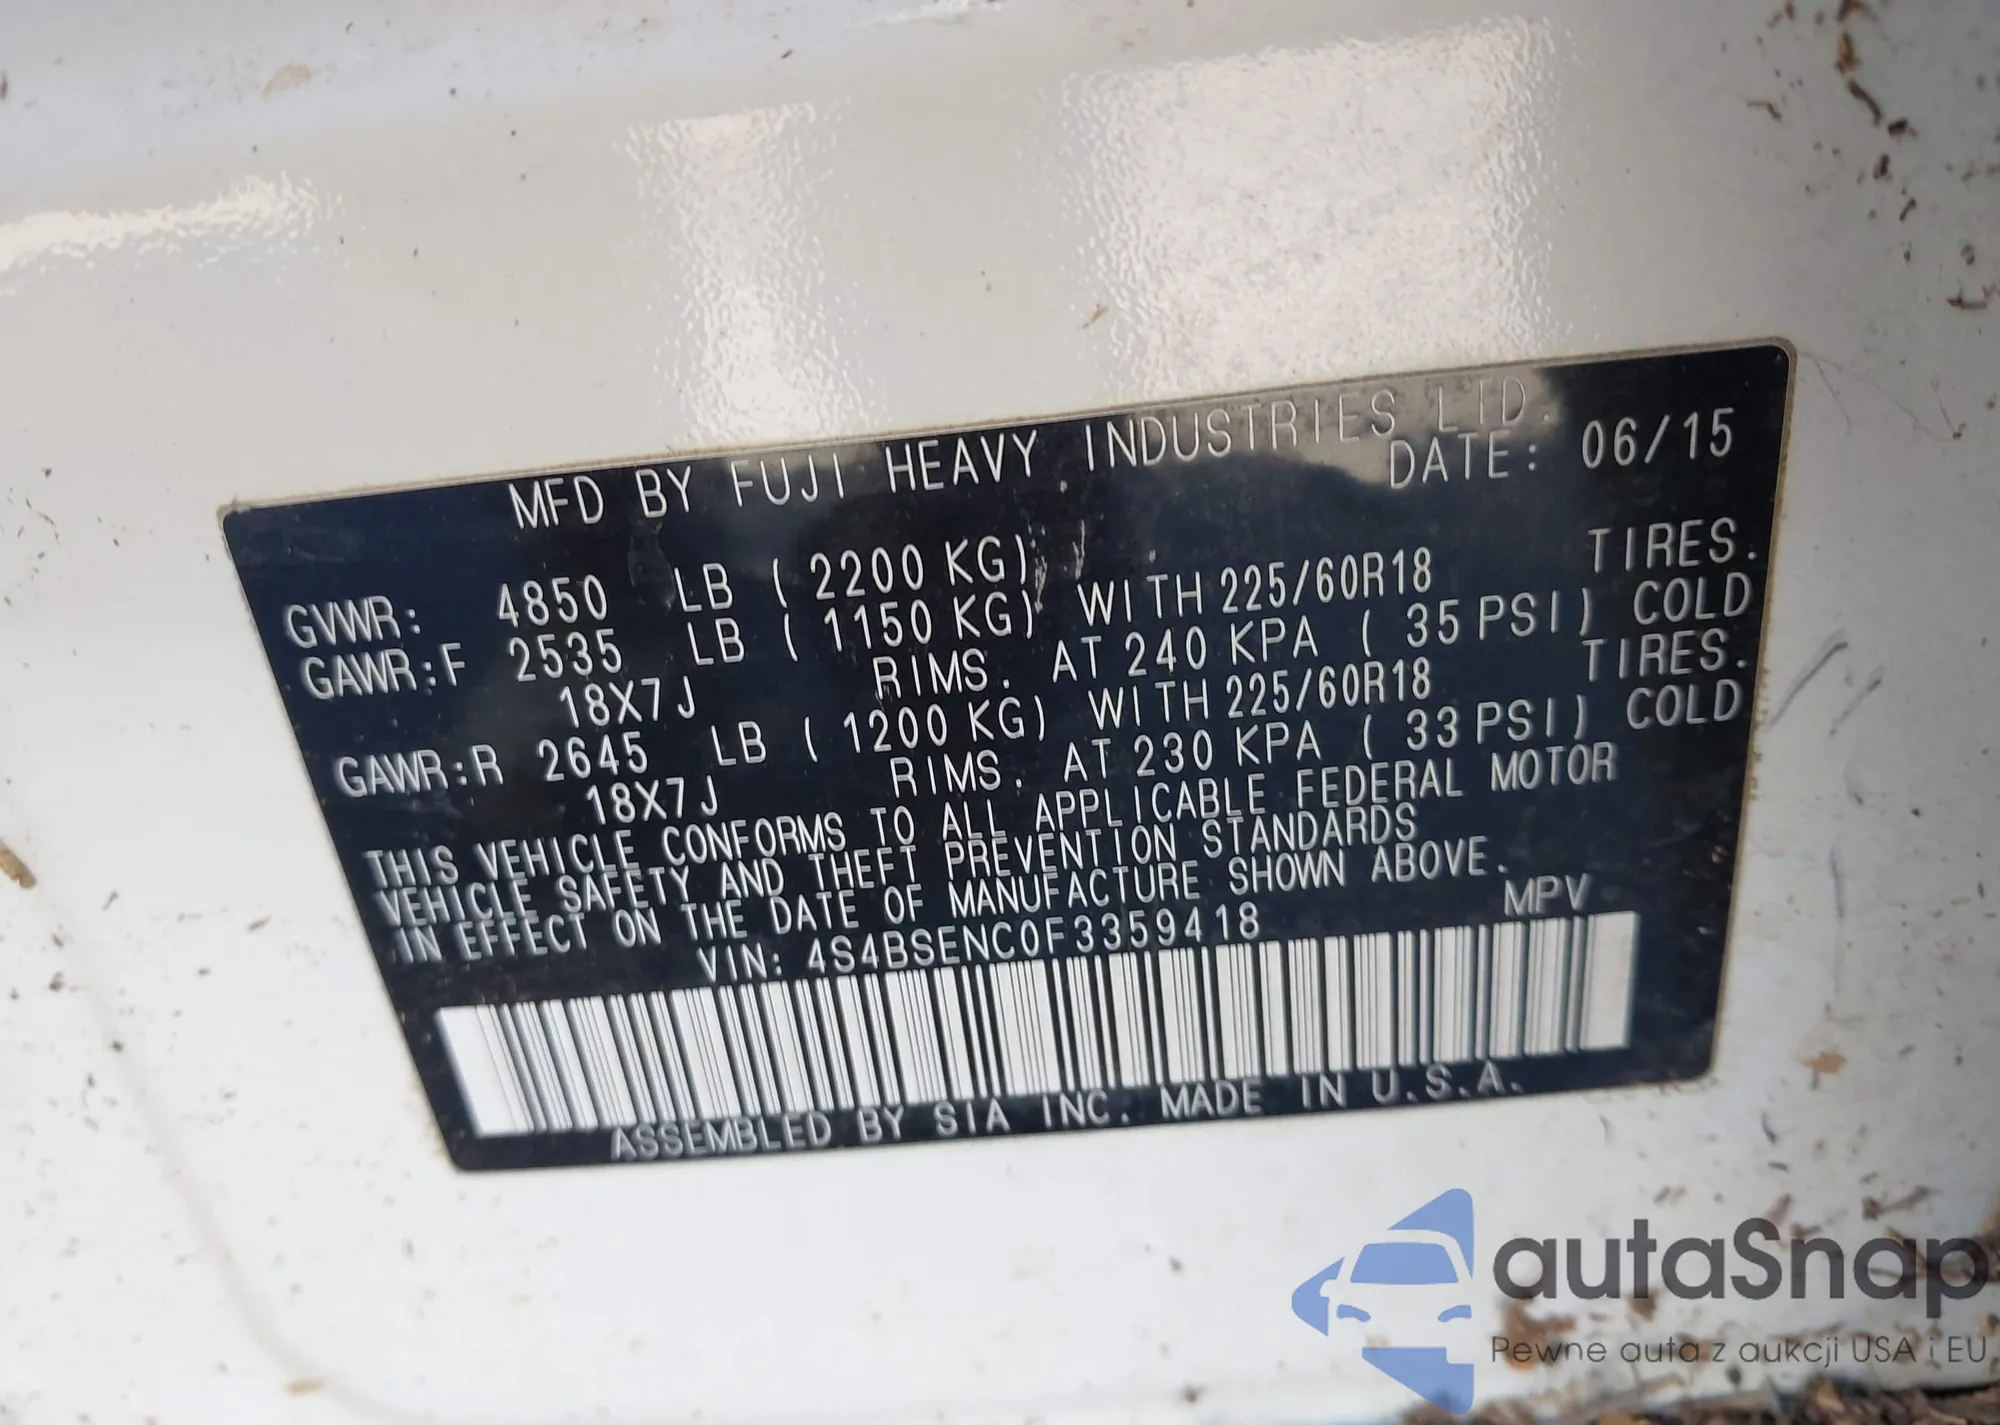 MFD BY FUJI HEAVY INDUSTRIES LTD.
DATE: 06/15
GVWR: 4850 LB ( 2200 KG)
GAWR:F 2535 LB ( 1150 KG) WITH 225/60R18 TIRES.
18X7J RIMS. AT 240 KPA ( 35 PSI) COLD
GAWR:R 2645 LB ( 1200 KG) WITH 225/60R18 TIRES.
18X7J RIMS. AT 230 KPA ( 33 PSI) COLD
THIS VEHICLE CONFORMS TO ALL APPLICABLE FEDERAL MOTOR
VEHICLE SAFETY AND THEFT PREVENTION STANDARDS
IN EFFECT ON THE DATE OF MANUFACTURE SHOWN ABOVE.
VIN: 4S4BSENC0F3359418 MPV
ASSEMBLED BY SIA INC. MADE IN U.S.A.
autaSnap
Pewne auta z aukcji USA i EU